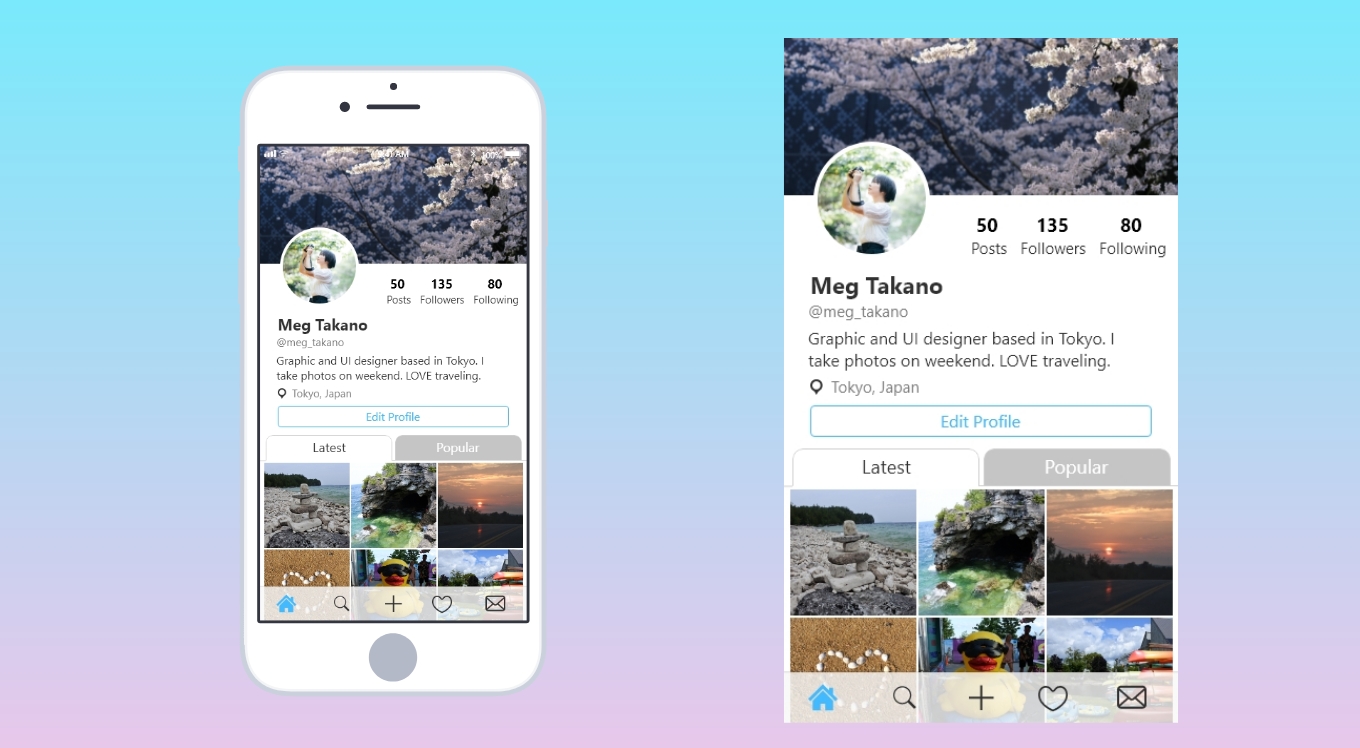 100%
50
135
80
Posts
Followers
Following
Meg Takano
@meg_takano
Graphic and UI designer based in Tokyo. I
take photos on weekend. LOVE traveling.
Tokyo, Japan
Edit Profile
Latest
Popular
50
135
80
Posts
Followers
Following
Meg Takano
@meg_takano
Graphic and UI designer based in Tokyo. I
take photos on weekend. LOVE traveling.
Tokyo, Japan
Edit Profile
Latest
Popular